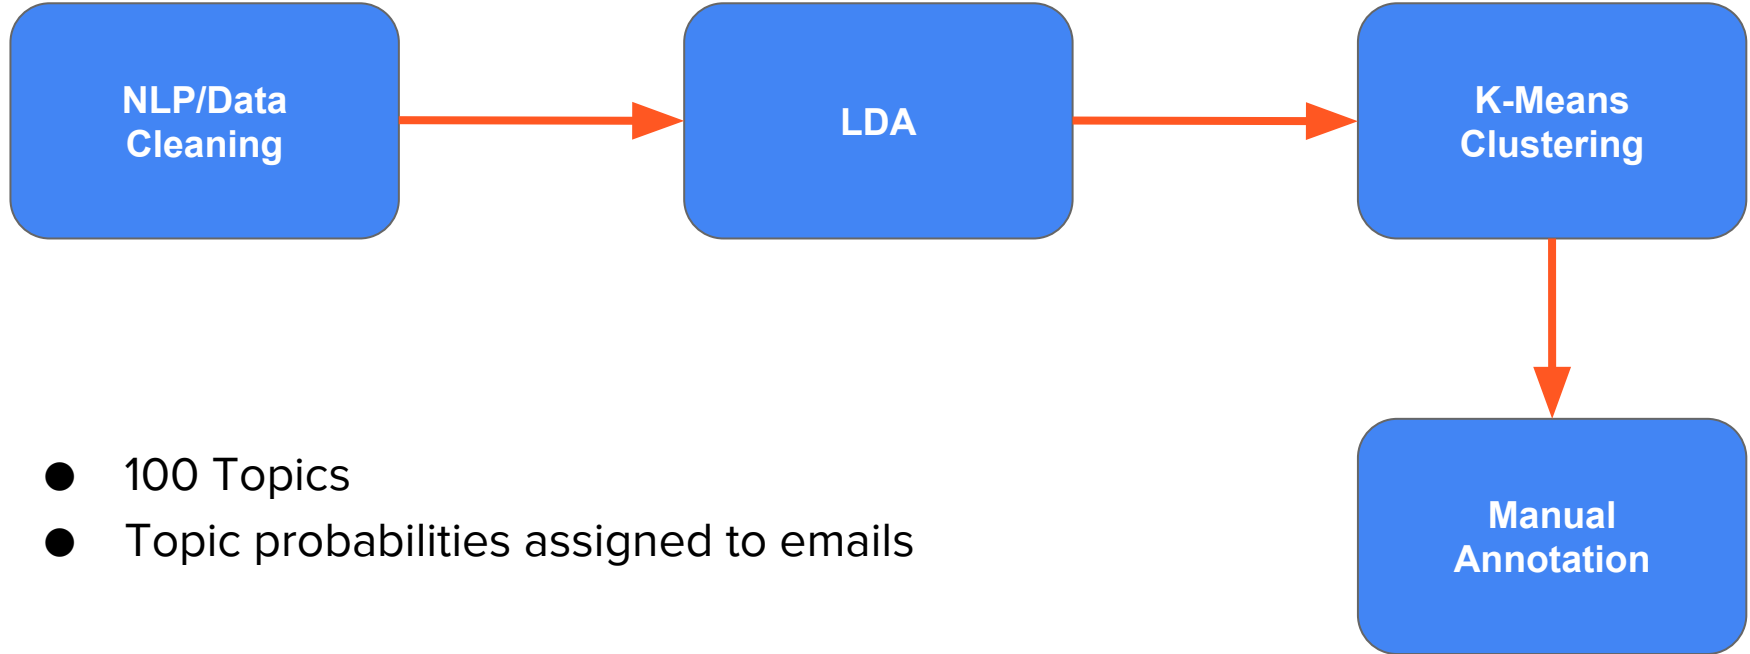 NLP/Data
Cleaning
LDA
K-Means
Clustering
● 100 Topics
● Topic probabilities assigned to emails
Manual
Annotation